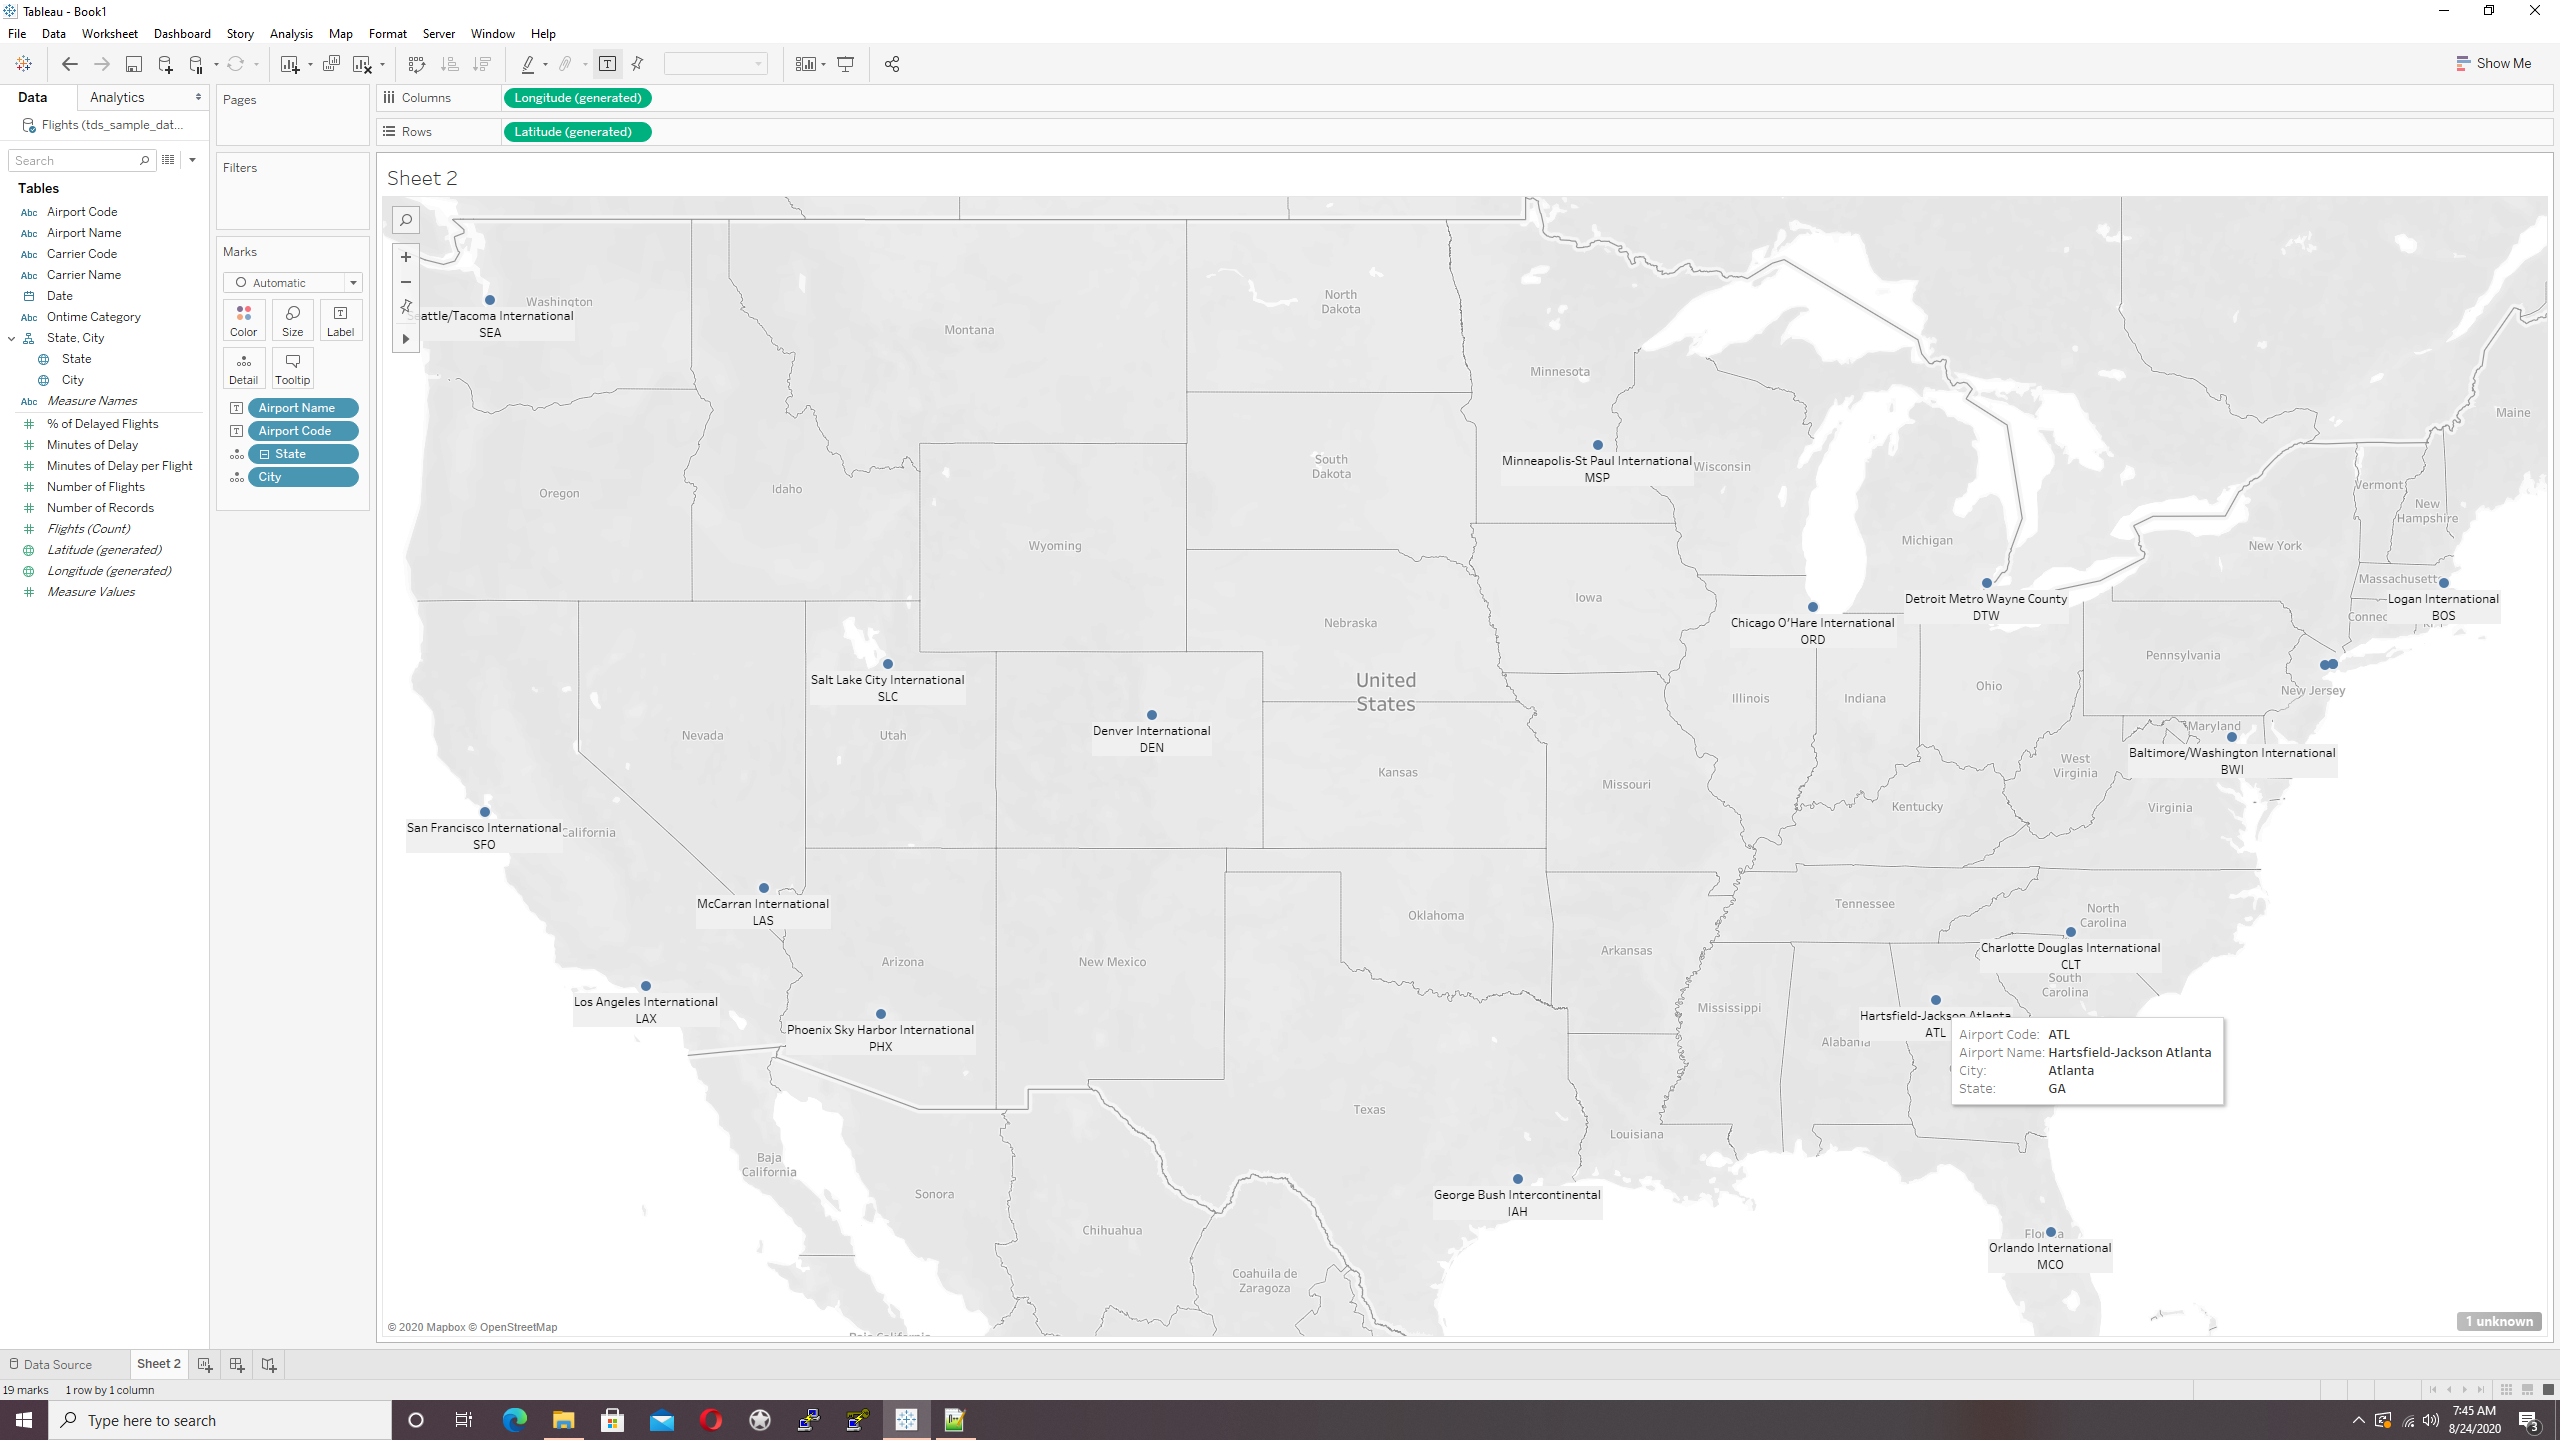 Tableau - Book1
File Data Worksheet Dashboard Story Analysis Map Format Server Window Help
Show Me
Data Analytics
Flights (tds_sample_dat...
Search
Tables
Abc Airport Code
Abc Airport Name
Abc Carrier Code
Abc Carrier Name
Date
Abc Ontime Category
State, City
State
City
Abc Measure Names
# % of Delayed Flights
# Minutes of Delay
# Minutes of Delay per Flight
# Number of Flights
# Number of Records
# Flights (Count)
Latitude (generated)
Longitude (generated)
# Measure Values
Pages
Filters
Marks
Automatic
Color Size Label
Detail Tooltip
Airport Name
Airport Code
State
City
Columns Longitude (generated)
Rows Latitude (generated)
Sheet 2
Washington
attle/Tacoma International
SEA
Montana
North
Dakota
Minnesota
Maine
Oregon
Idaho
South
Dakota
Minneapolis-St Paul International
MSP
Wisconsin
Vermont
New
Hampshire
Wyoming
Michigan
New York
Iowa
Nebraska
Detroit Metro Wayne County
DTW
Massachusett
Logan International
BOS
Connec
Chicago O'Hare International
ORD
Salt Lake City International
SLC
United
States
Pennsylvania
New Jersey
Nevada
Utah
Denver International
DEN
Illinois
Indiana
Ohio
Maryland
Baltimore/Washington International
BWI
Kansas
Missouri
West
Virginia
Kentucky
Virginia
San Francisco International
SFO
California
McCarran International
LAS
Oklahoma
Tennessee
North
Carolina
Arizona
New Mexico
Arkansas
Charlotte Douglas International
CLT
South
Carolina
Los Angeles International
LAX
Phoenix Sky Harbor International
PHX
Mississippi
Alabama
Hartsfield-Jackson Atlanta
ATL
Airport Code: ATL
Airport Name: Hartsfield-Jackson Atlanta
City: Atlanta
State: GA
Texas
Louisiana
Baja
California
Sonora
Chihuahua
George Bush Intercontinental
IAH
Coahuila de
Zaragoza
Orlando International
MCO
© 2020 Mapbox © OpenStreetMap
1 unknown
Data Source Sheet 2
19 marks 1 row by 1 column
Type here to search
7:45 AM
8/24/2020
3